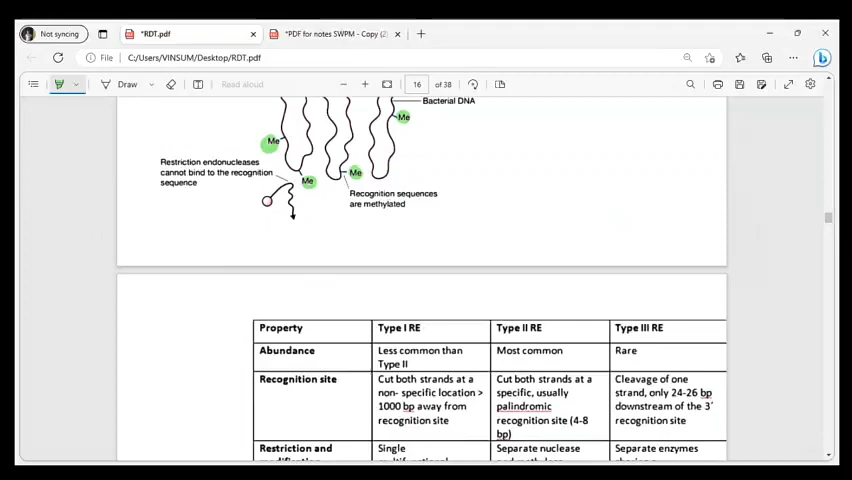 Not syncing
*RDT.pdf
*PDF for notes SWPM - Copy (2)
File
C:/Users/VINSUM/Desktop/RDT.pdf
Draw
Read aloud
16
of 38
Bacterial DNA
Me
Me
Restriction endonucleases
cannot bind to the recognition
sequence
Me
Me
Recognition sequences
are methylated
Property
Type I RE
Type II RE
Type III RE
Abundance
Less common than
Type II
Most common
Rare
Recognition site
Cut both strands at a
non- specific location >
1000 bp away from
recognition site
Cut both strands at a
specific, usually
palindromic
recognition site (4-8
bp)
Cleavage of one
strand, only 24-26 bp
downstream of the 3´
recognition site
Restriction and
Single
Separate nuclease
Separate enzymes